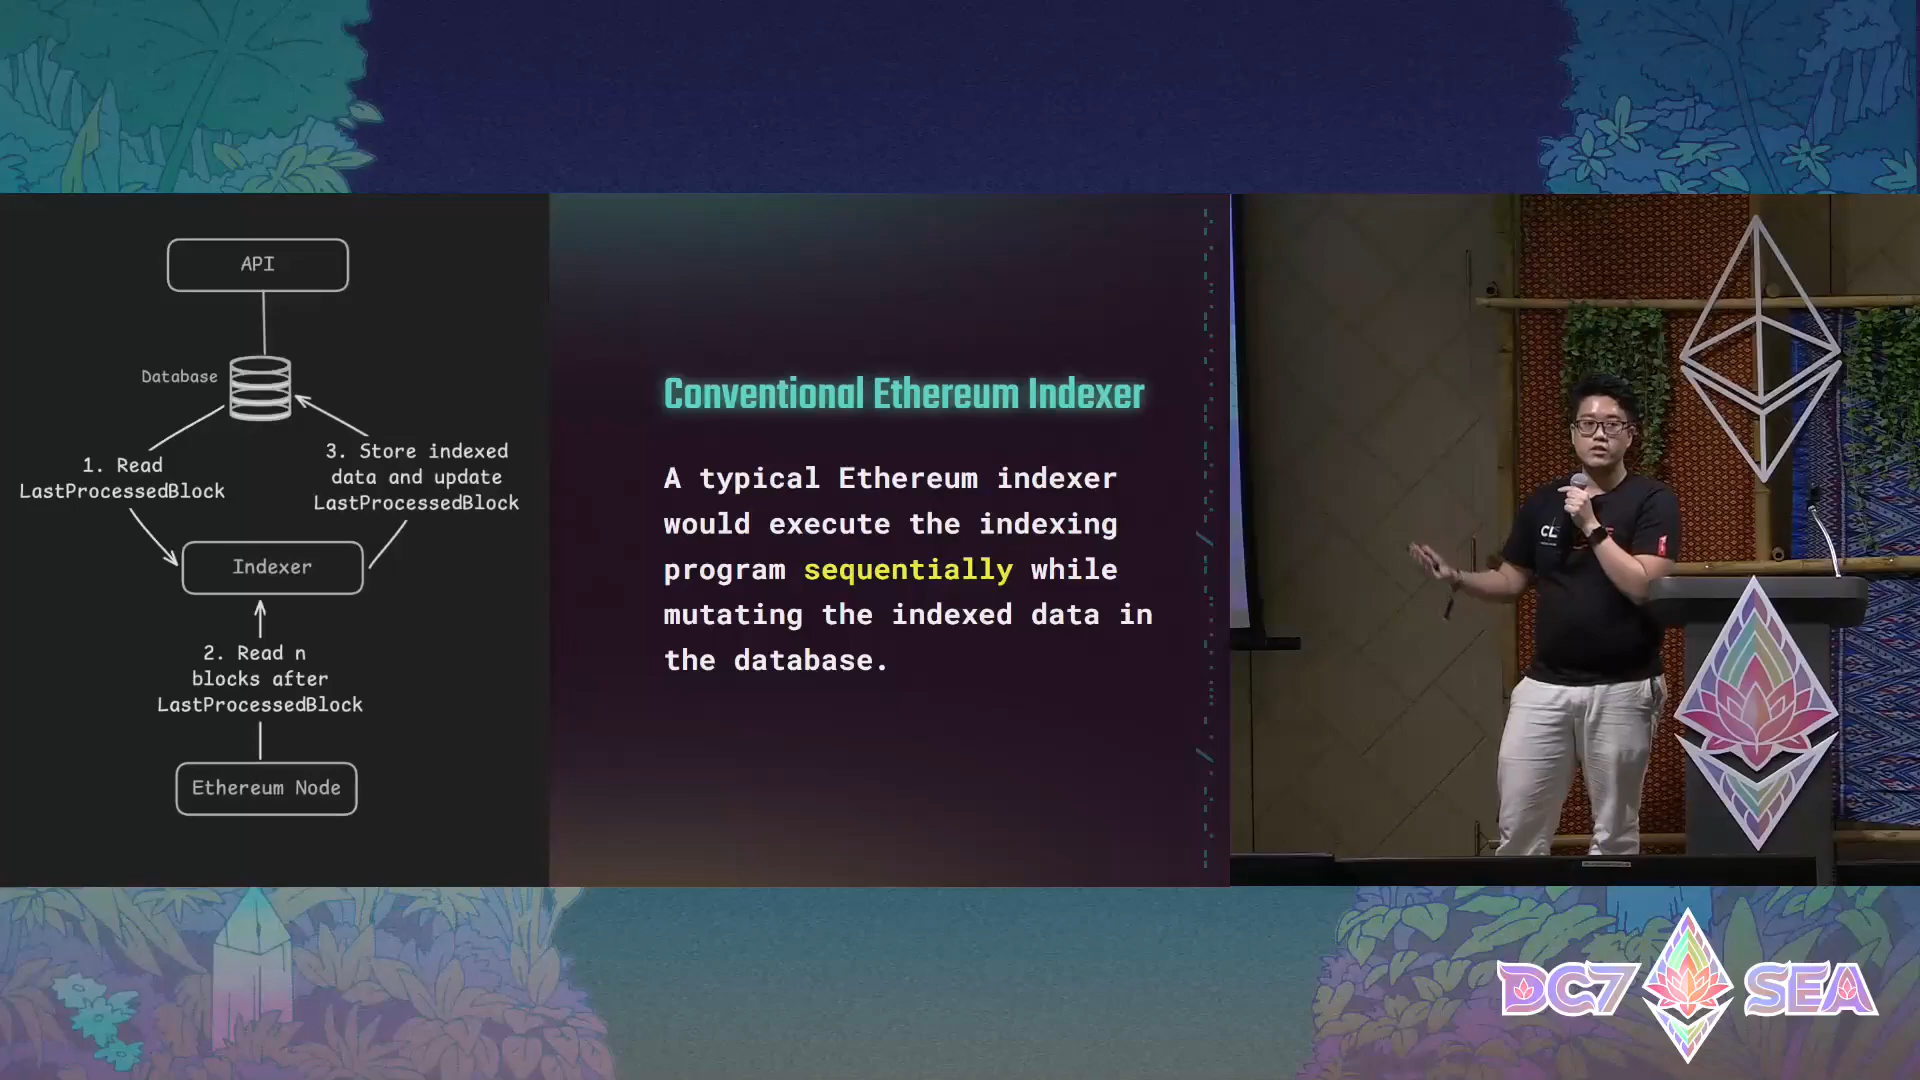 API
Database
1. Read
LastProcessedBlock
3. Store indexed
data and update
LastProcessedBlock
Indexer
2. Read n
blocks after
LastProcessedBlock
Ethereum Node
Conventional Ethereum Indexer
A typical Ethereum indexer
would execute the indexing
program sequentially while
mutating the indexed data in
the database.
DC7 SEA